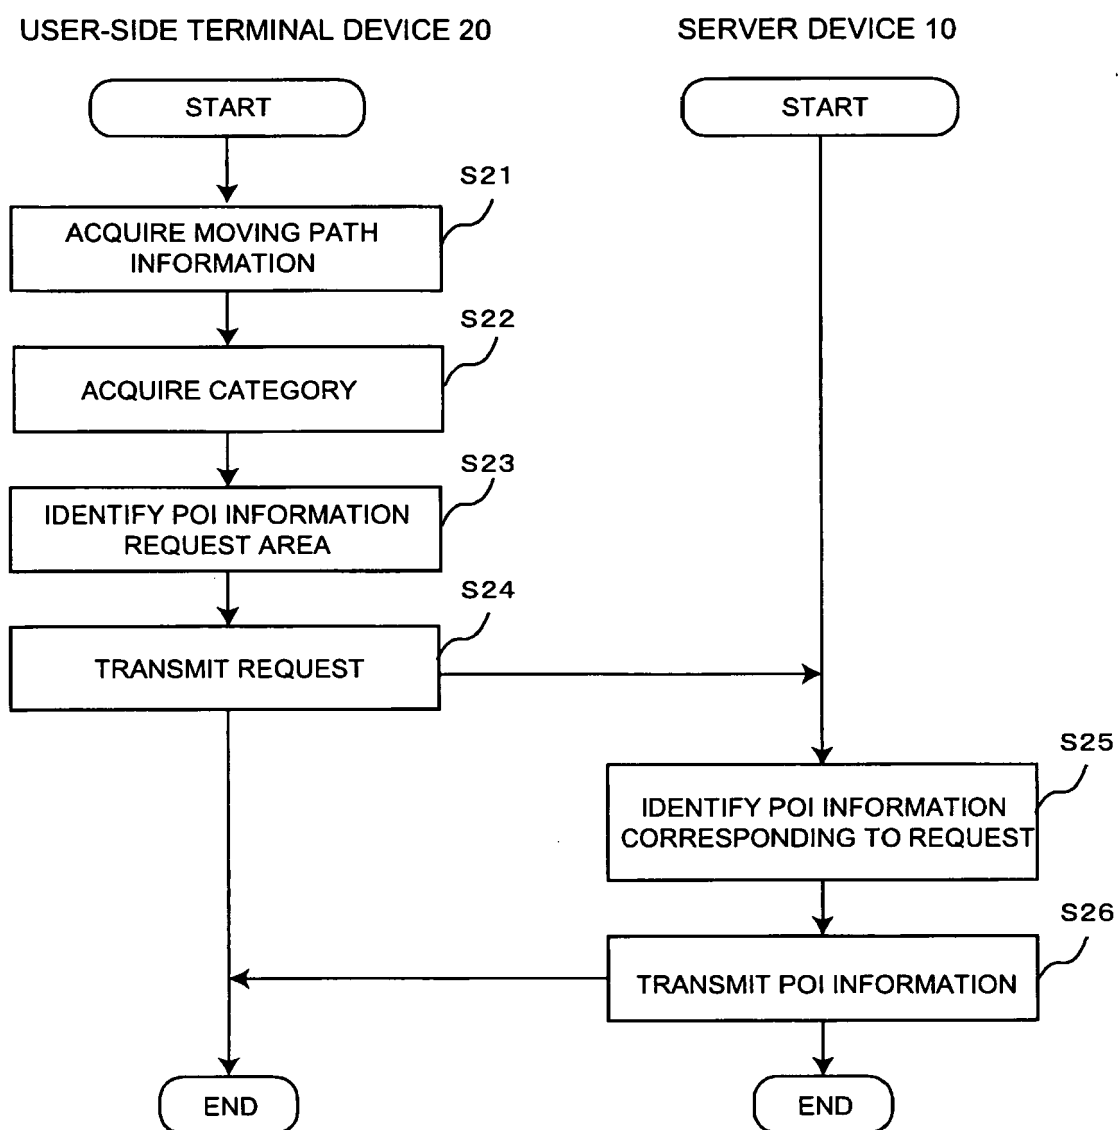 USER-SIDE TERMINAL DEVICE 20
SERVER DEVICE 10
START
START
S21
ACQUIRE MOVING PATH
INFORMATION
S22
ACQUIRE CATEGORY
S23
IDENTIFY POI INFORMATION
REQUEST AREA
S24
TRANSMIT REQUEST
S25
IDENTIFY POI INFORMATION
CORRESPONDING TO REQUEST
S26
TRANSMIT POI INFORMATION
END
END